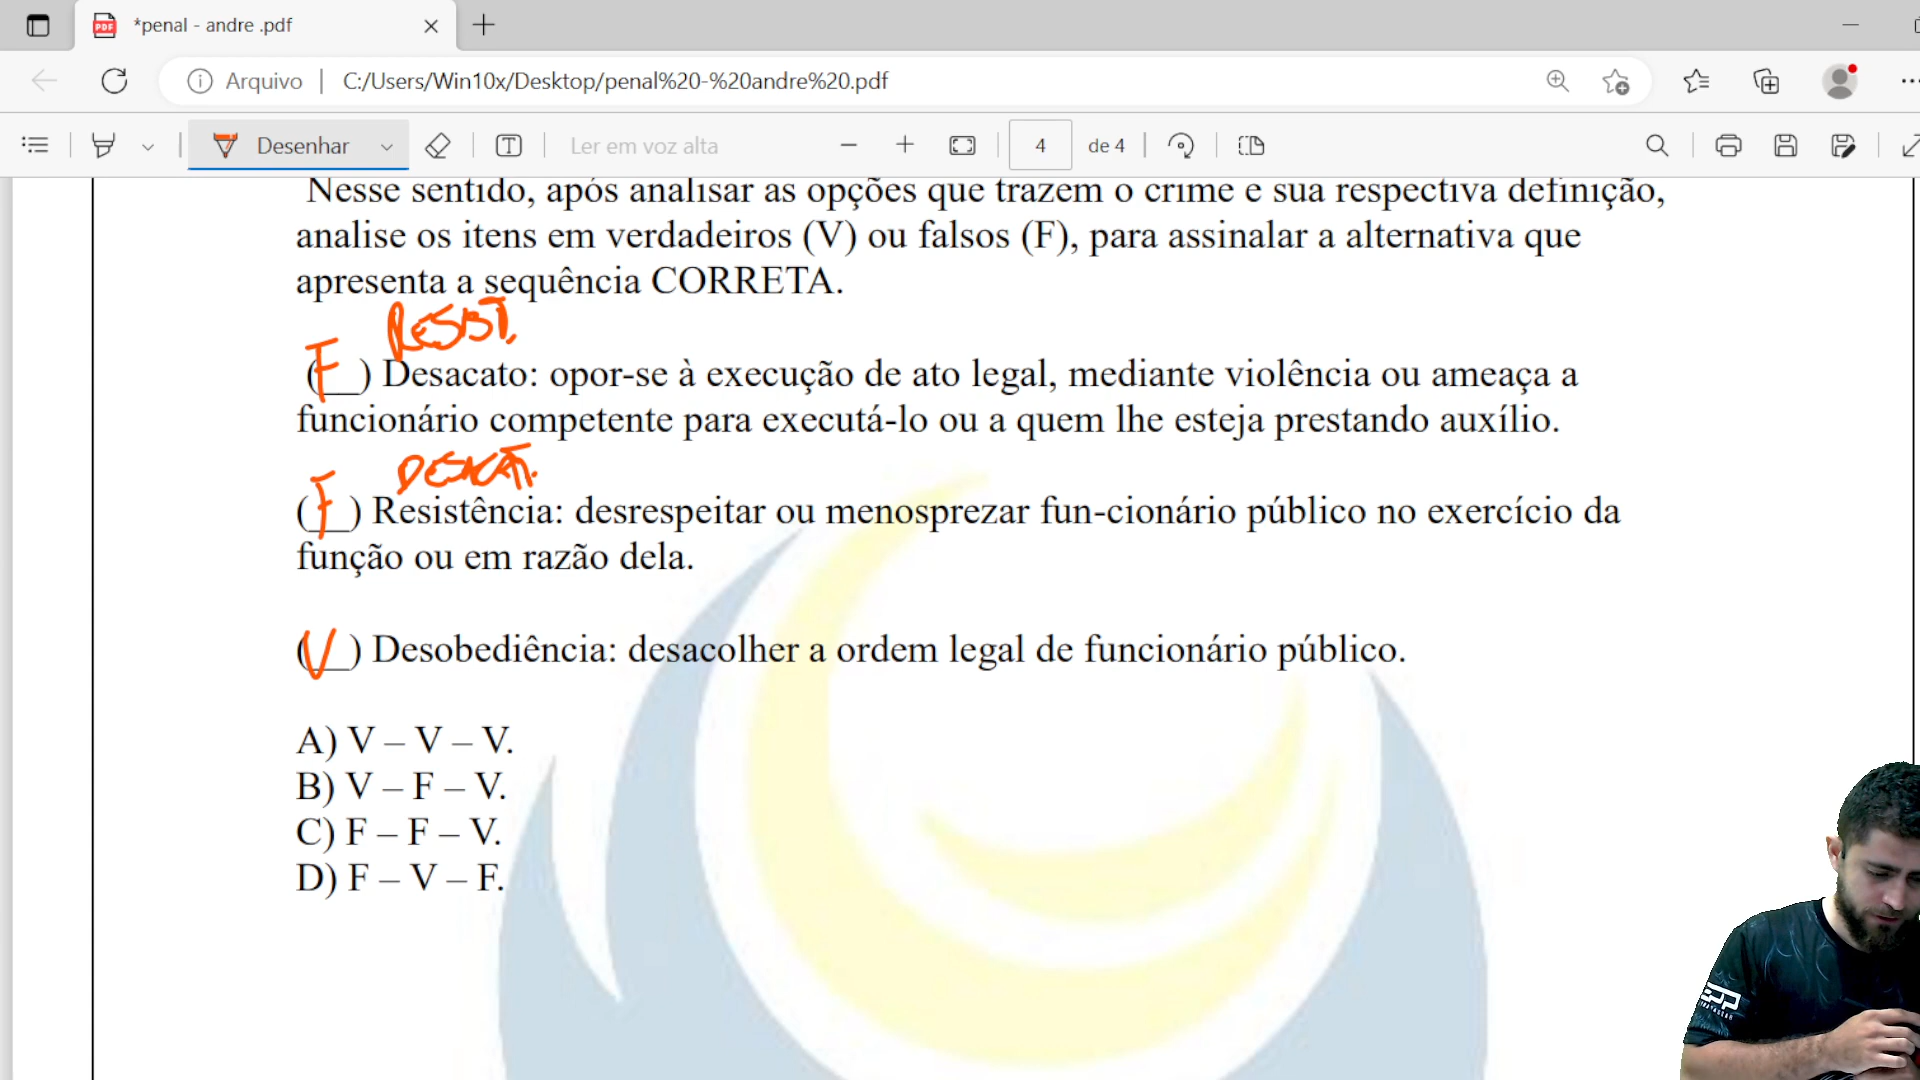 *penal - andre .pdf
Arquivo | C:/Users/Win10x/Desktop/penal%20-%20andre%20.pdf
Desenhar
Ler em voz alta
4 de 4
Nesse sentido, após analisar as opções que trazem o crime e sua respectiva definição,
analise os itens em verdadeiros (V) ou falsos (F), para assinalar a alternativa que
apresenta a sequência CORRETA.
RESIST.
(F__) Desacato: opor-se à execução de ato legal, mediante violência ou ameaça a
funcionário competente para executá-lo ou a quem lhe esteja prestando auxílio.
DESACAT.
(F__) Resistência: desrespeitar ou menosprezar fun-cionário público no exercício da
função ou em razão dela.
(V__) Desobediência: desacolher a ordem legal de funcionário público.
A) V – V – V.
B) V – F – V.
C) F – F – V.
D) F – V – F.